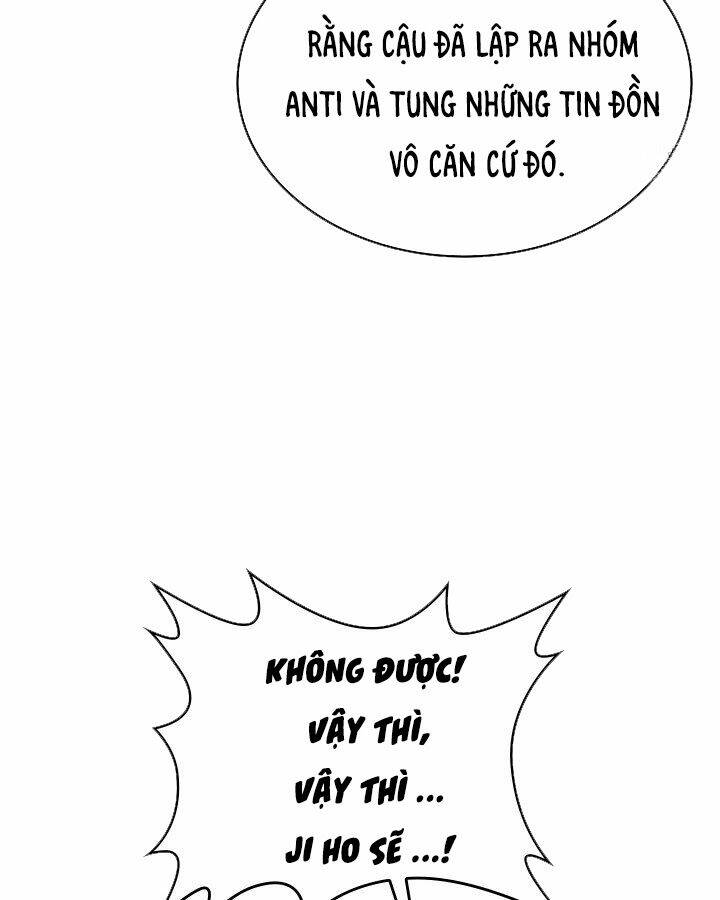 RẰNG CẬU ĐÃ LẬP RA NHÓM
ANTI VÀ TUNG NHỮNG TIN ĐỒN
VÔ CĂN CỨ ĐÓ.
KHÔNG ĐƯỢC!
VẬY THÌ,
VẬY THÌ ...
JI HO SẼ ...!